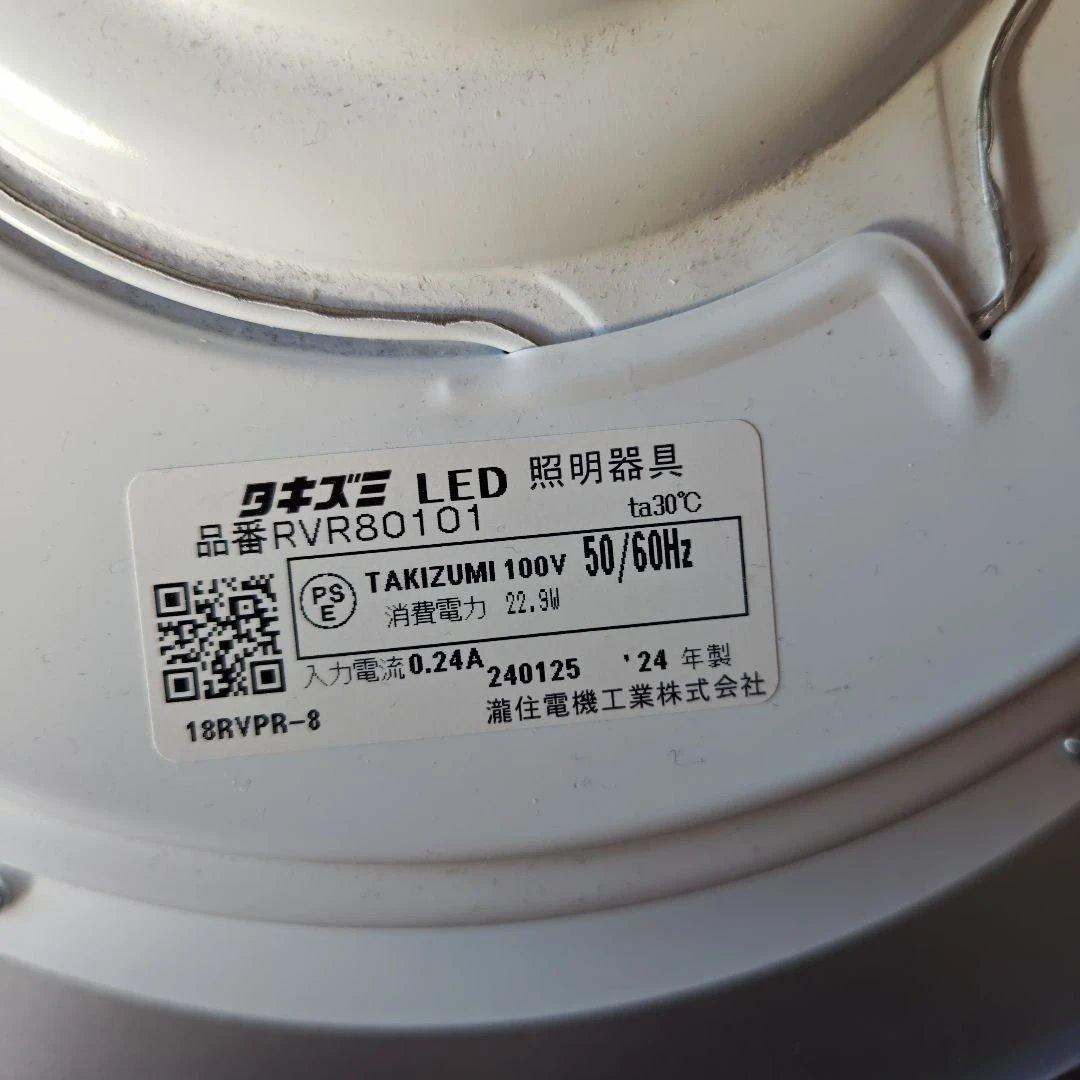 タキズミ LED 照明器具
品番RVR80101 ta30℃
PS E TAKIZUMI 100V 50/60Hz
消費電力 22.9W
入力電流0.24A 240125 '24 年製
18RVPR-8 瀧住電機工業株式会社